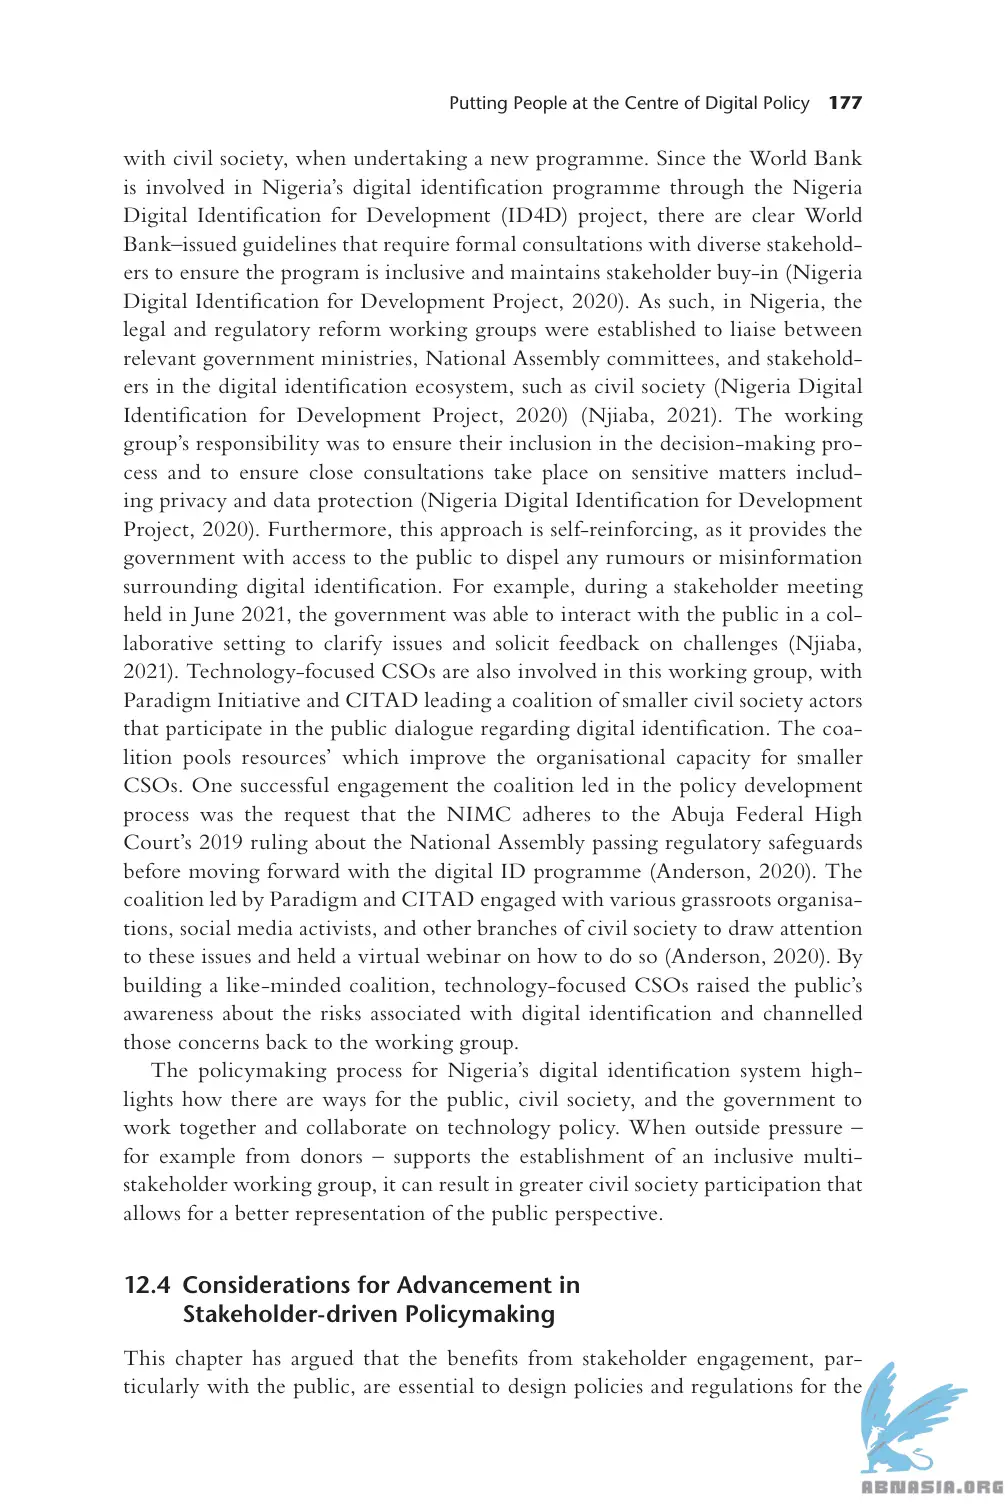 Putting People at the Centre of Digital Policy 177
with civil society, when undertaking a new programme. Since the World Bank
is involved in Nigeria’s digital identification programme through the Nigeria
Digital Identification for Development (ID4D) project, there are clear World
Bank–issued guidelines that require formal consultations with diverse stakehold-
ers to ensure the program is inclusive and maintains stakeholder buy-in (Nigeria
Digital Identification for Development Project, 2020). As such, in Nigeria, the
legal and regulatory reform working groups were established to liaise between
relevant government ministries, National Assembly committees, and stakehold-
ers in the digital identification ecosystem, such as civil society (Nigeria Digital
Identification for Development Project, 2020) (Njiaba, 2021). The working
group’s responsibility was to ensure their inclusion in the decision-making pro-
cess and to ensure close consultations take place on sensitive matters includ-
ing privacy and data protection (Nigeria Digital Identification for Development
Project, 2020). Furthermore, this approach is self-reinforcing, as it provides the
government with access to the public to dispel any rumours or misinformation
surrounding digital identification. For example, during a stakeholder meeting
held in June 2021, the government was able to interact with the public in a col-
laborative setting to clarify issues and solicit feedback on challenges (Njiaba,
2021). Technology-focused CSOs are also involved in this working group, with
Paradigm Initiative and CITAD leading a coalition of smaller civil society actors
that participate in the public dialogue regarding digital identification. The coa-
lition pools resources’ which improve the organisational capacity for smaller
CSOs. One successful engagement the coalition led in the policy development
process was the request that the NIMC adheres to the Abuja Federal High
Court’s 2019 ruling about the National Assembly passing regulatory safeguards
before moving forward with the digital ID programme (Anderson, 2020). The
coalition led by Paradigm and CITAD engaged with various grassroots organisa-
tions, social media activists, and other branches of civil society to draw attention
to these issues and held a virtual webinar on how to do so (Anderson, 2020). By
building a like-minded coalition, technology-focused CSOs raised the public’s
awareness about the risks associated with digital identification and channelled
those concerns back to the working group.
The policymaking process for Nigeria’s digital identification system high-
lights how there are ways for the public, civil society, and the government to
work together and collaborate on technology policy. When outside pressure –
for example from donors – supports the establishment of an inclusive multi-
stakeholder working group, it can result in greater civil society participation that
allows for a better representation of the public perspective.
12.4 Considerations for Advancement in
Stakeholder-driven Policymaking
This chapter has argued that the benefits from stakeholder engagement, par-
ticularly with the public, are essential to design policies and regulations for the
ABNASIA.ORG